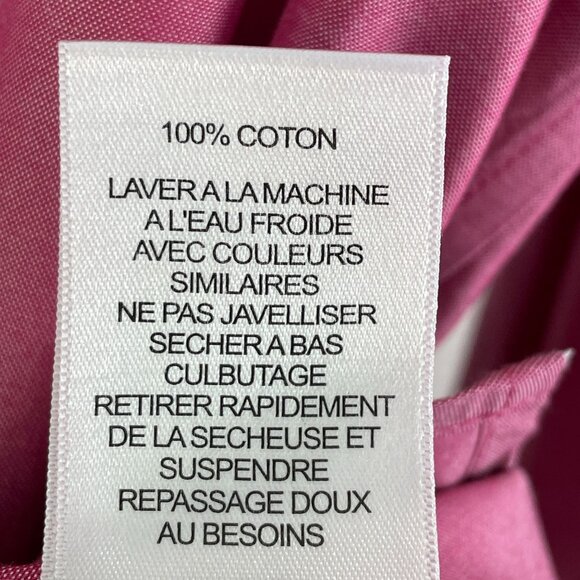 100% COTON
LAVER A LA MACHINE
A L'EAU FROIDE
AVEC COULEURS
SIMILAIRES
NE PAS JAVELLISER
SECHER A BAS
CULBUTAGE
RETIRER RAPIDEMENT
DE LA SECHEUSE ET
SUSPENDRE
REPASSAGE DOUX
AU BESOINS